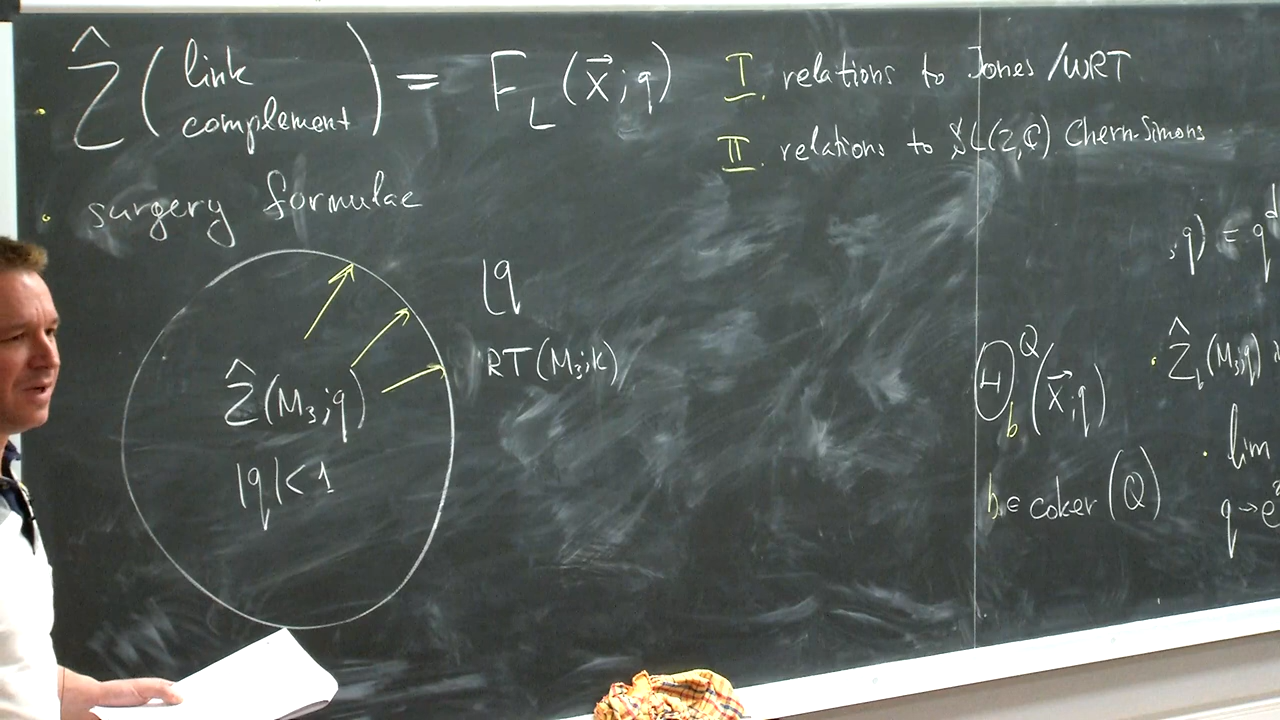 Ẑ (link complement) = F_L (x⃗; q)
· surgery formulae
Ẑ(M₃; q)
|q| < 1
⌊q
RT(M₃; k)
I. relations to Jones / WRT
II. relations to SL(2, ℂ) Chern-Simons
; q) ∈ q^d
Θ_b^Q (x⃗; q)
b ∈ coker (Q)
· Ẑ_b (M₃; q)
· lim
q → e